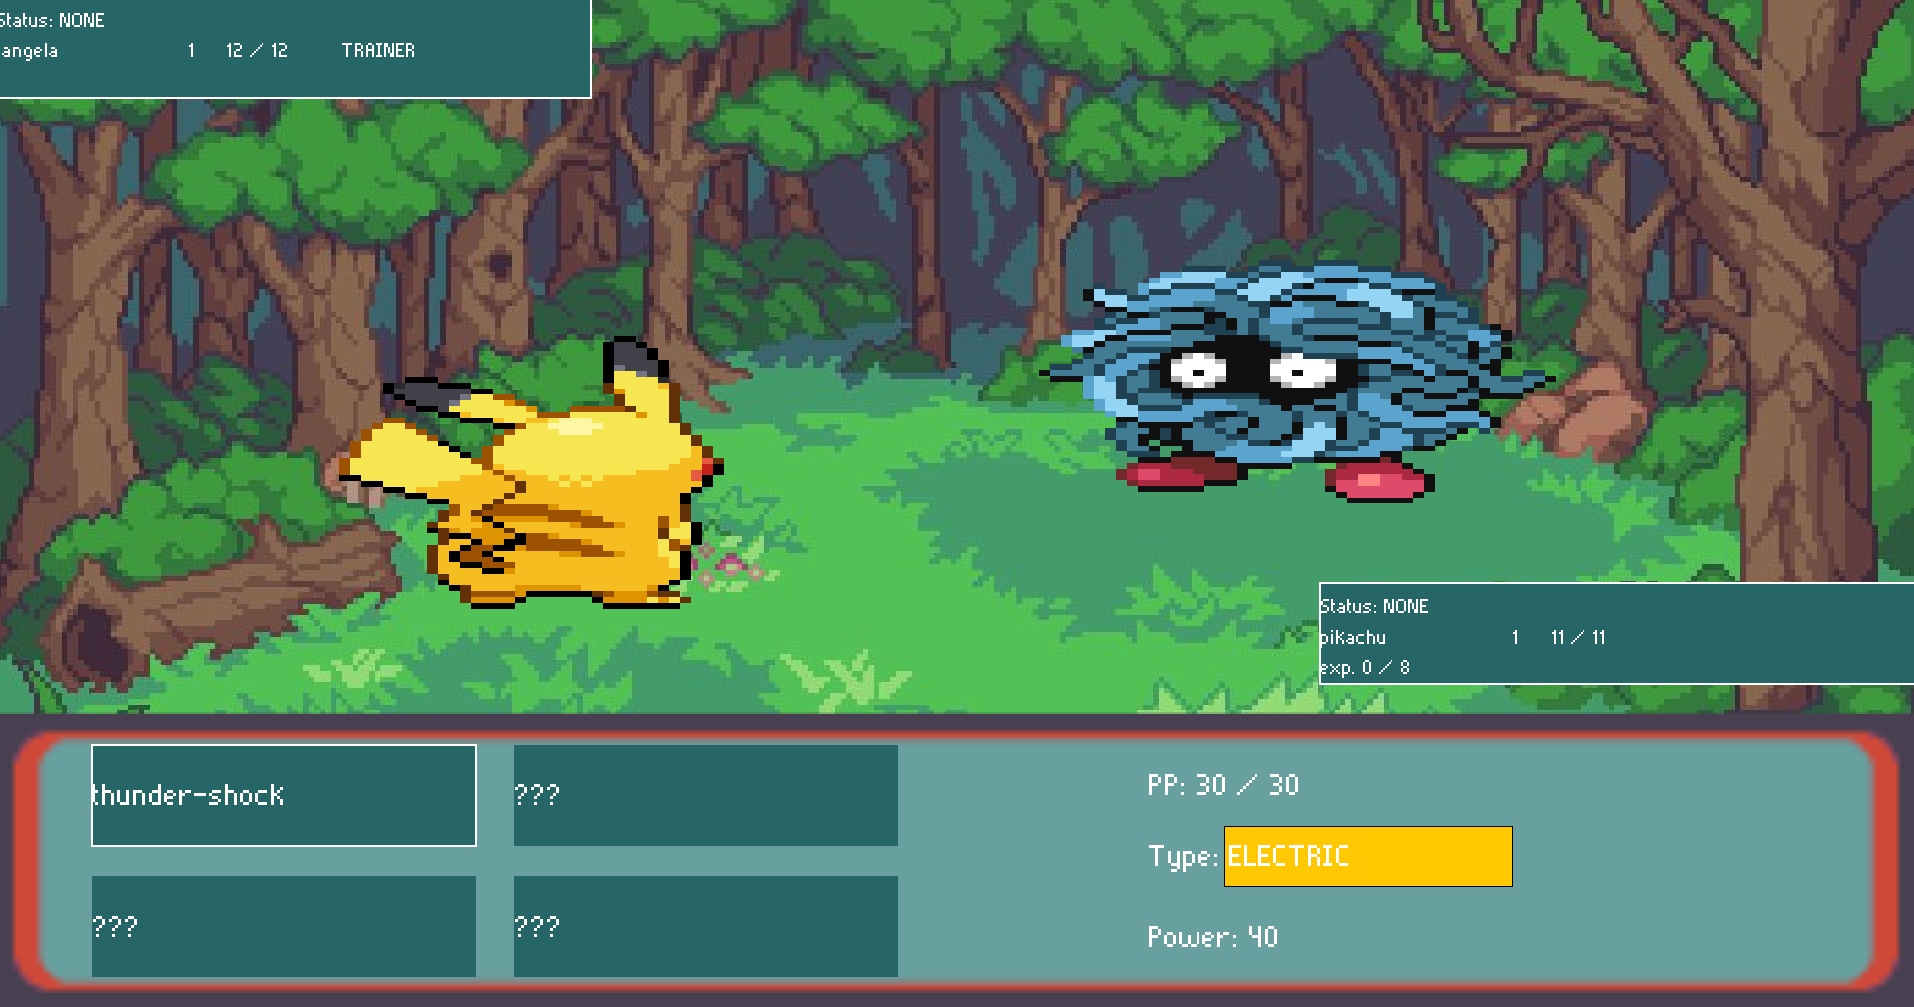 Status: NONE
angela 1 12 / 12 TRAINER
Status: NONE
pikachu 1 11 / 11
exp. 0 / 8
thunder-shock
???
???
???
PP: 30 / 30
Type: ELECTRIC
Power: 40